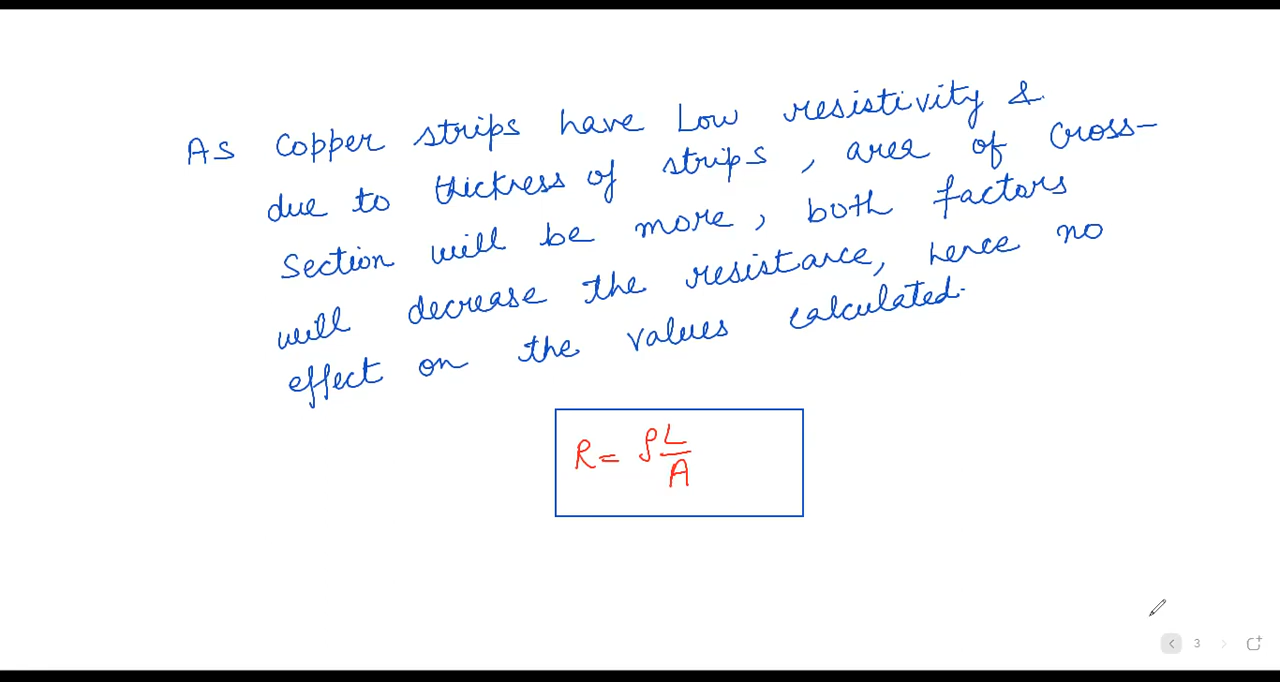 As copper strips have Low resistivity &
due to thickness of strips, area of cross-
Section will be more, both factors
will decrease the resistance, hence no
effect on the values calculated.
R = ρL/A
3